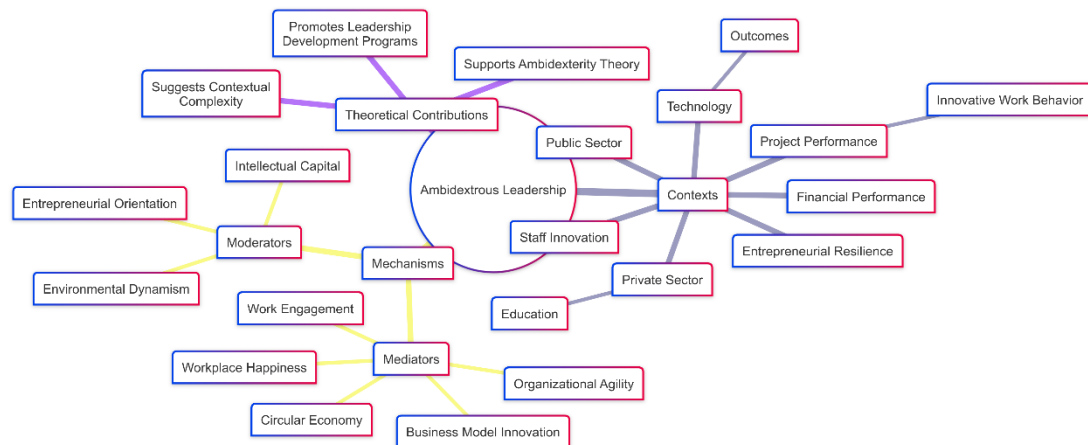 Promotes Leadership
Development Programs
Supports Ambidexterity Theory
Suggests Contextual
Complexity
Theoretical Contributions
Outcomes
Technology
Innovative Work Behavior
Project Performance
Public Sector
Ambidextrous Leadership
Contexts
Financial Performance
Staff Innovation
Entrepreneurial Resilience
Private Sector
Education
Intellectual Capital
Entrepreneurial Orientation
Moderators
Mechanisms
Environmental Dynamism
Work Engagement
Mediators
Workplace Happiness
Organizational Agility
Circular Economy
Business Model Innovation